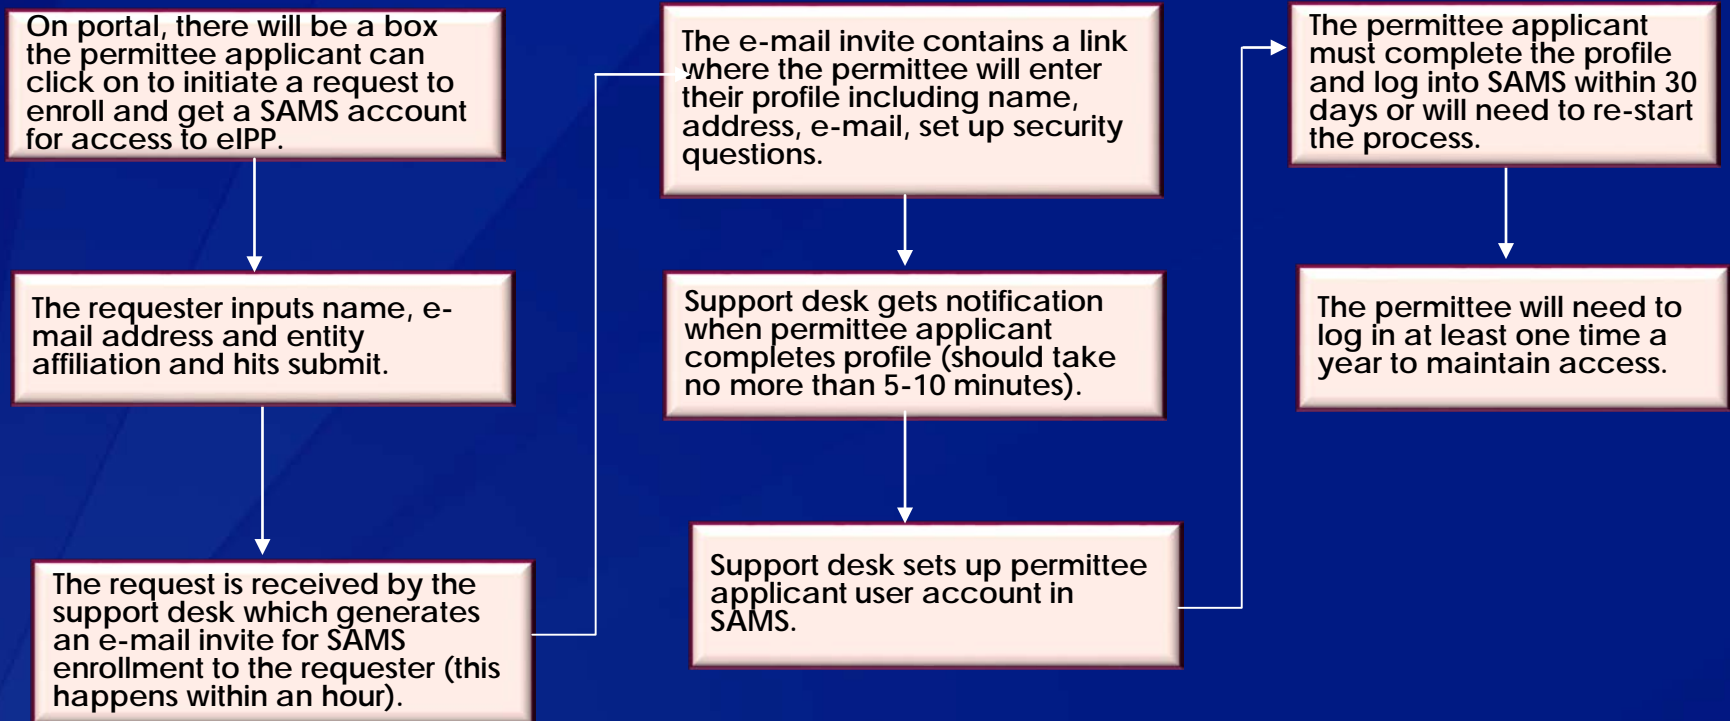 On portal, there will be a box
the permittee applicant can
click on to initiate a request to
enroll and get a SAMS account
for access to eIPP.
The requester inputs name, e-
mail address and entity
affiliation and hits submit.
The request is received by the
support desk which generates
an e-mail invite for SAMS
enrollment to the requester (this
happens within an hour).
The e-mail invite contains a link
where the permittee will enter
their profile including name,
address, e-mail, set up security
questions.
Support desk gets notification
when permittee applicant
completes profile (should take
no more than 5-10 minutes).
Support desk sets up permittee
applicant user account in
SAMS.
The permittee applicant
must complete the profile
and log into SAMS within 30
days or will need to re-start
the process.
The permittee will need to
log in at least one time a
year to maintain access.